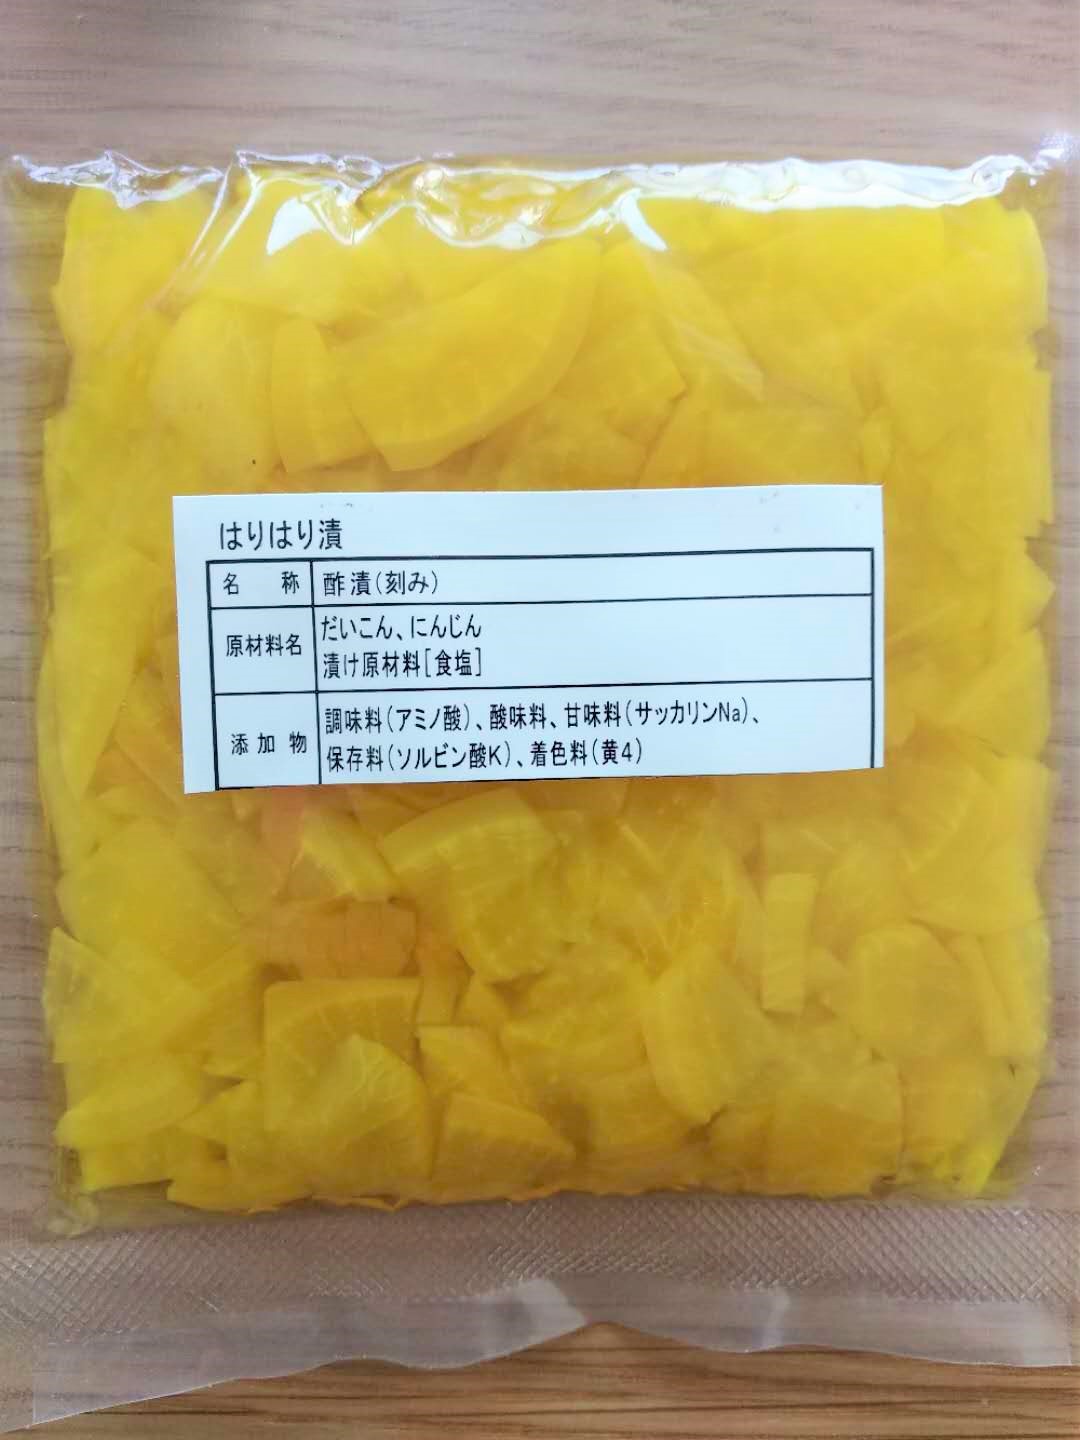 はりはり漬
名 称 酢漬(刻み)
原材料名 だいこん、にんじん
漬け原材料[食塩]
添加物 調味料(アミノ酸)、酸味料、甘味料(サッカリンNa)、
保存料(ソルビン酸K)、着色料(黄4)